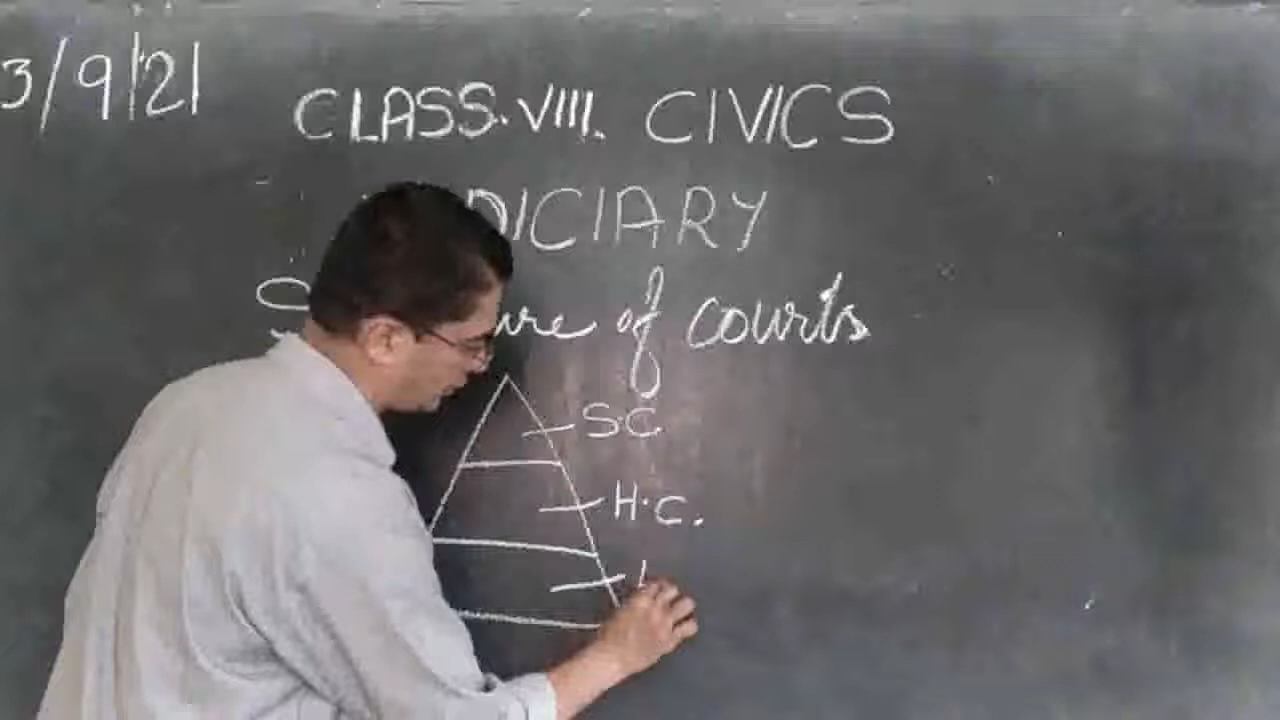 3/9/21
CLASS.VIII. CIVICS
DICIARY
of courts
S.C.
H.C.